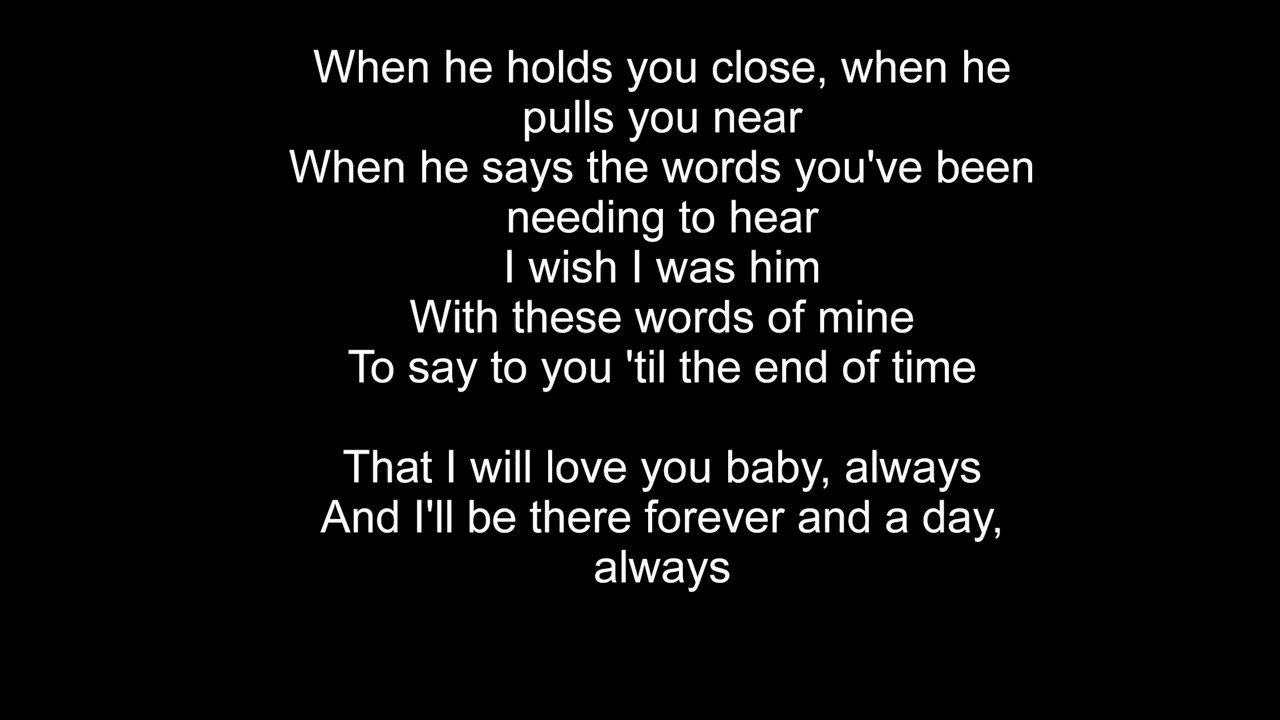 When he holds you close, when he
pulls you near
When he says the words you've been
needing to hear
I wish I was him
With these words of mine
To say to you 'til the end of time

That I will love you baby, always
And I'll be there forever and a day,
always